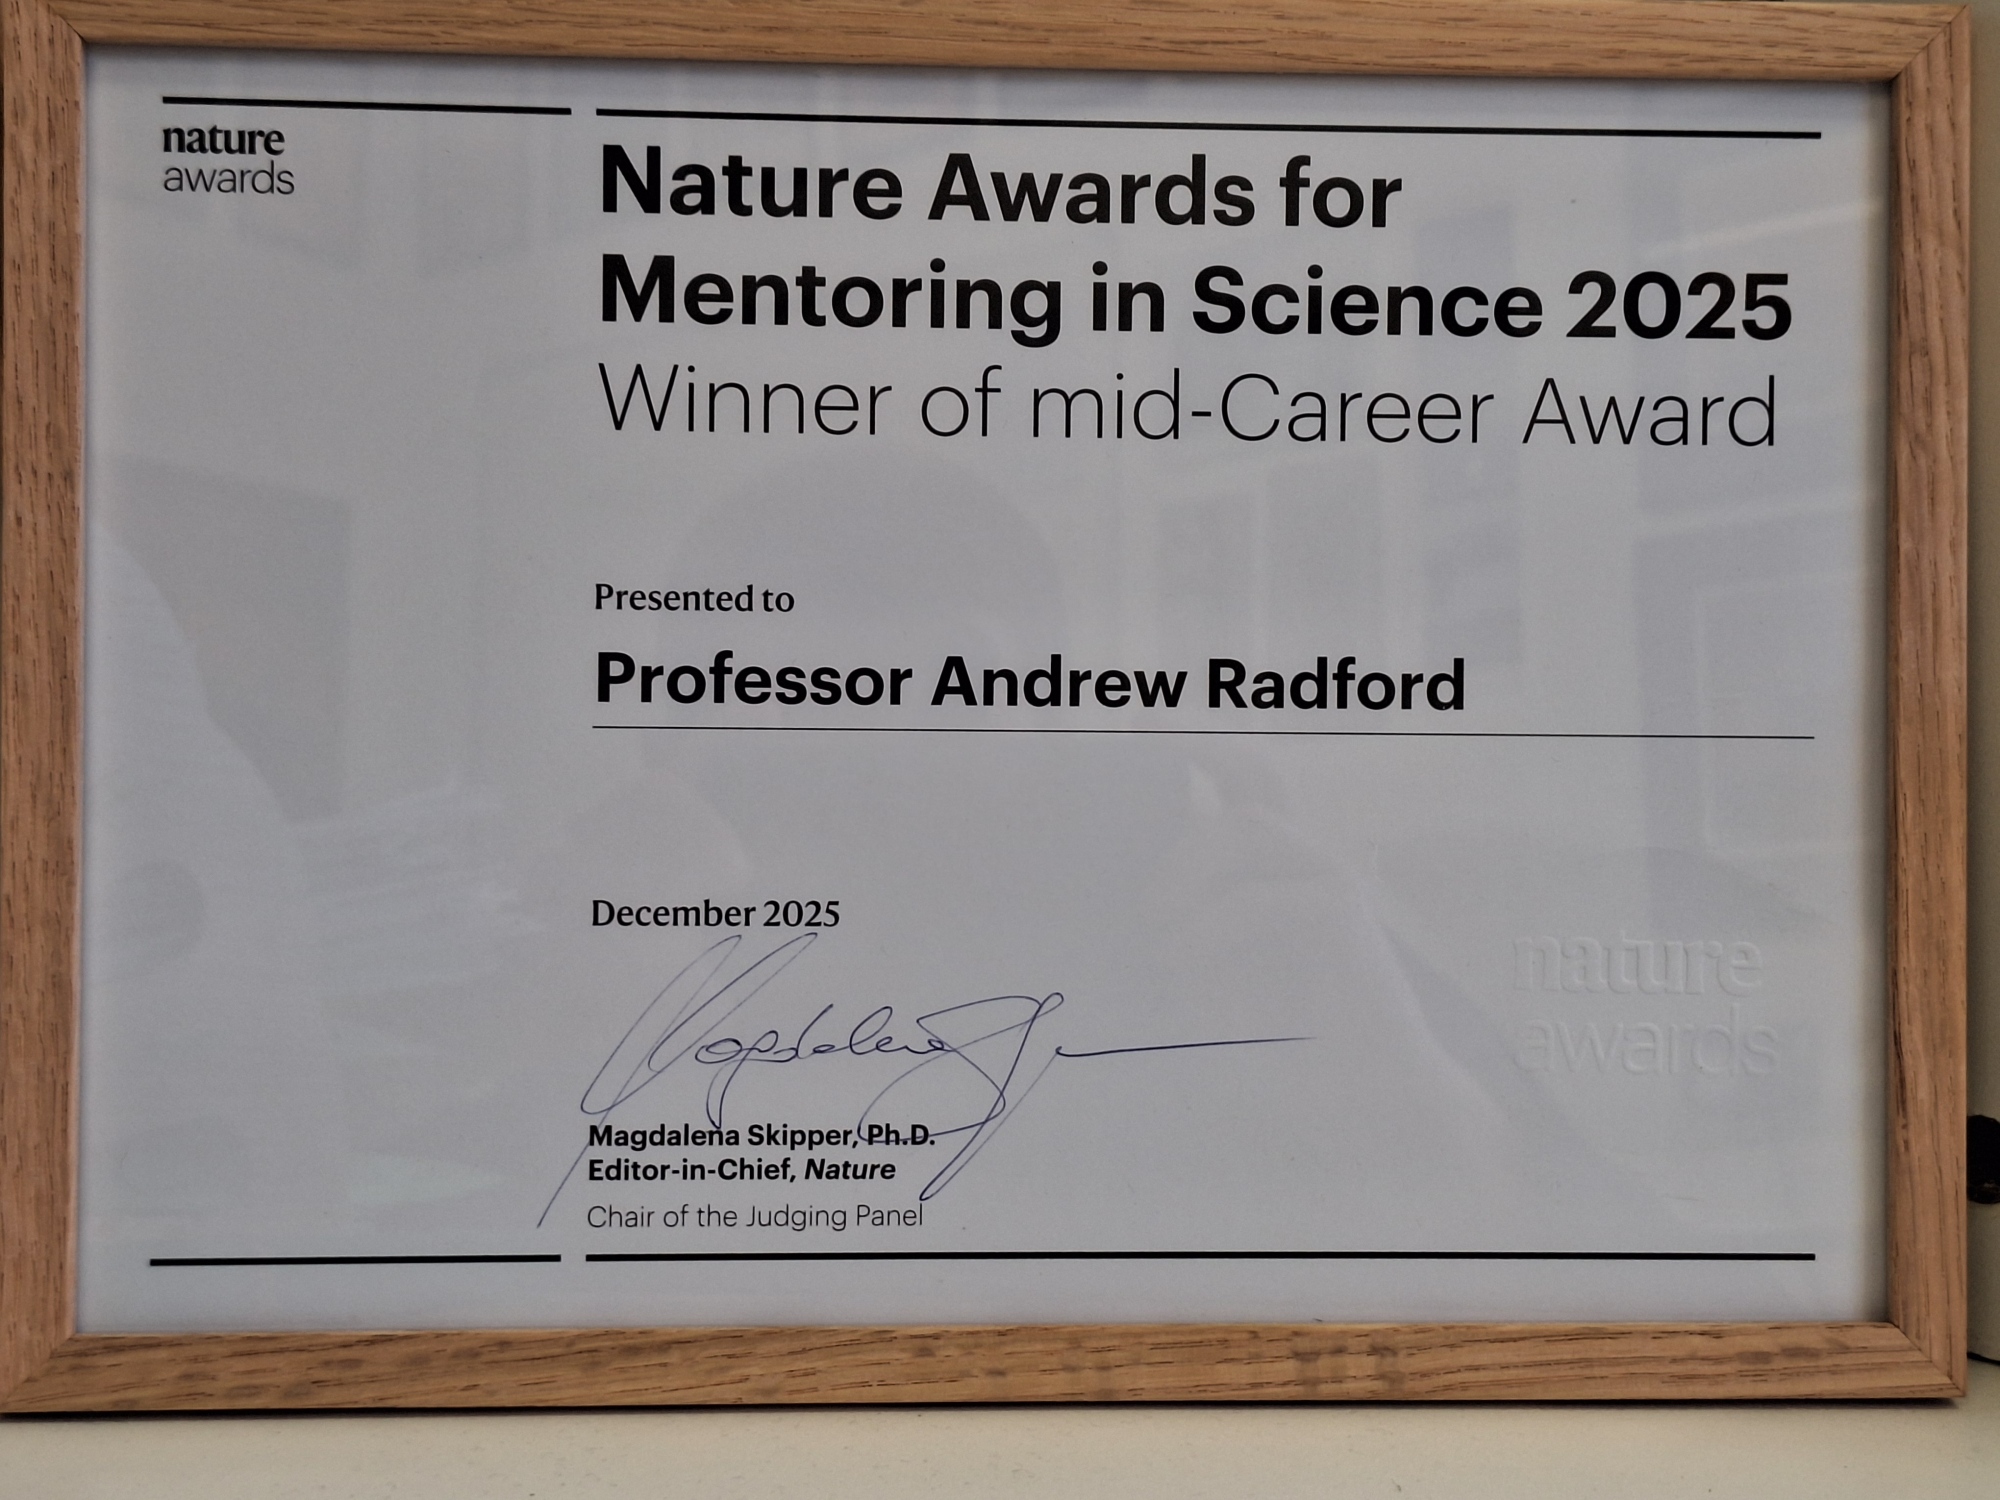 nature
awards
Nature Awards for
Mentoring in Science 2025
Winner of mid-Career Award
Presented to
Professor Andrew Radford
December 2025
Magdalena Skipper, Ph.D.
Editor-in-Chief, Nature
Chair of the Judging Panel
nature
awards